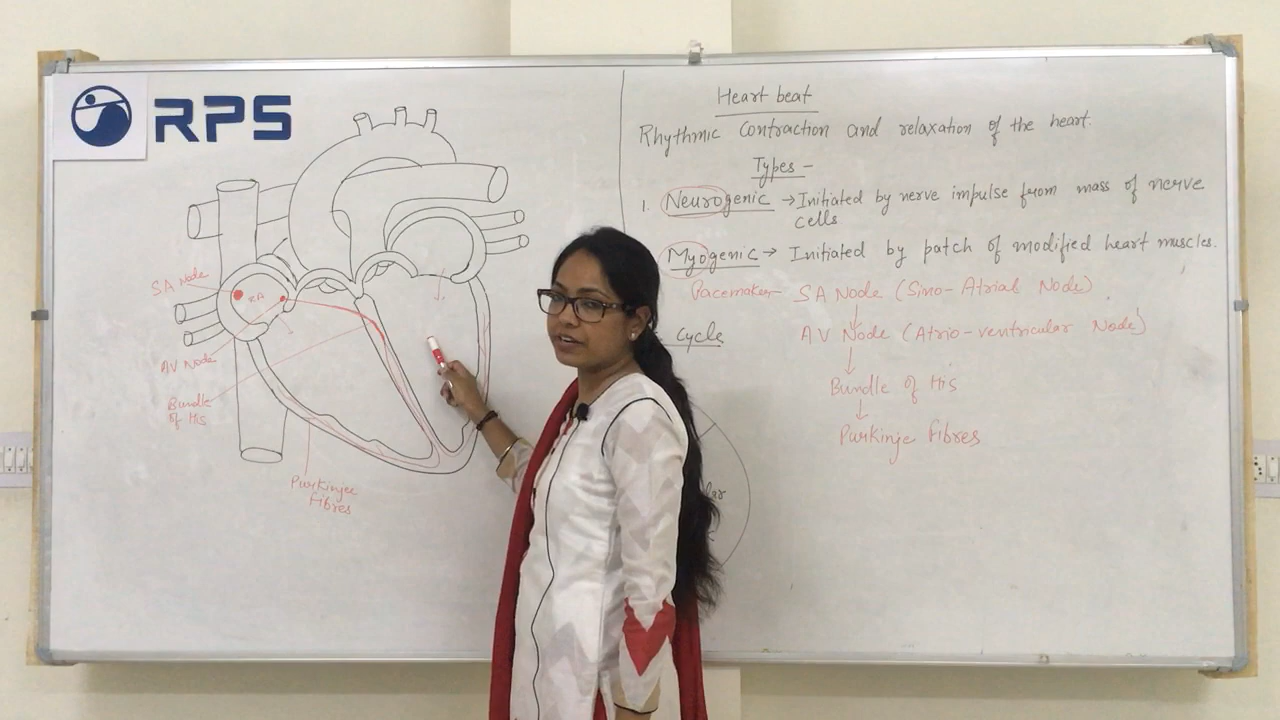 RPS
SA Node
RA
AV Node
Bundle
of His
Purkinjee
Fibres
Heart beat
Rhythmic Contraction and relaxation of the heart.
Types -
1. Neurogenic → Initiated by nerve impulse from mass of nerve
cells
Myogenic → Initiated by patch of modified heart muscles.
Pacemaker - SA Node (Sino-Atrial Node)
↓
AV Node (Atrio-ventricular Node)
↓
Bundle of His
↓
Purkinje Fibres
cycle